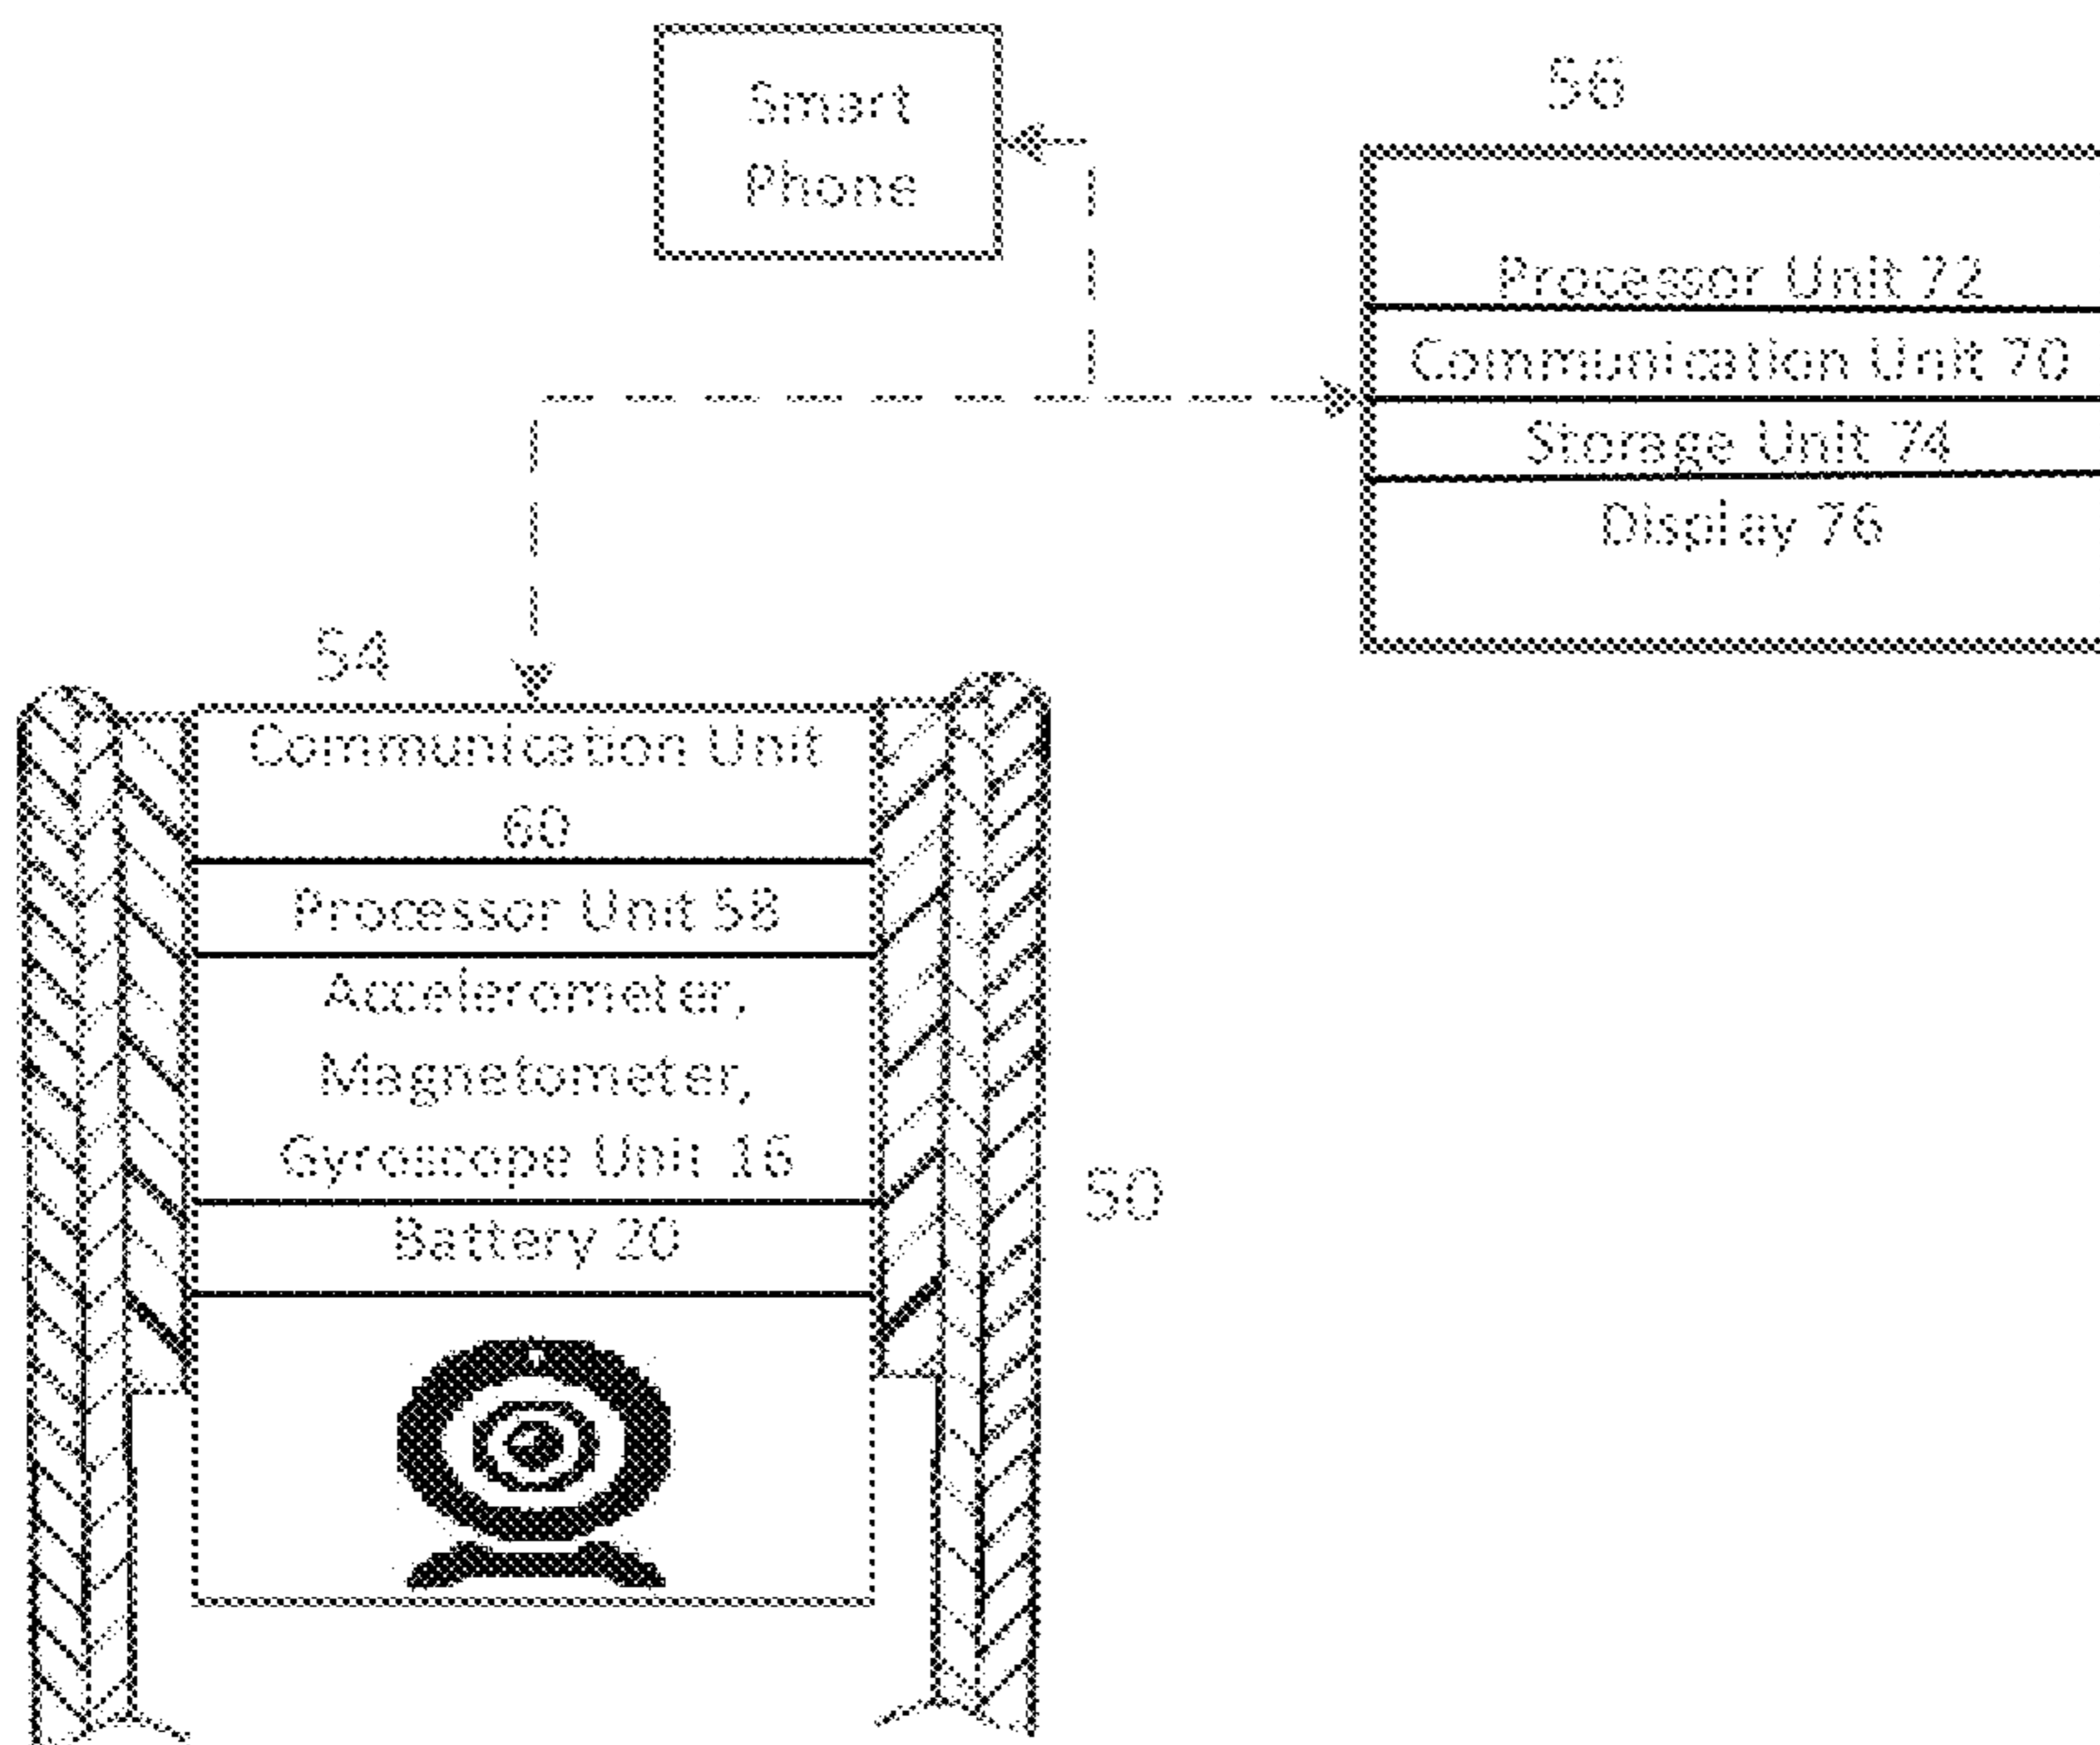 Smart
Phone
56
Processor Unit 72
Communication Unit 70
Storage Unit 74
Display 76
54
Communication Unit
60
Processor Unit 58
Accelerometer,
Magnetometer,
Gyroscope Unit 16
Battery 20
50